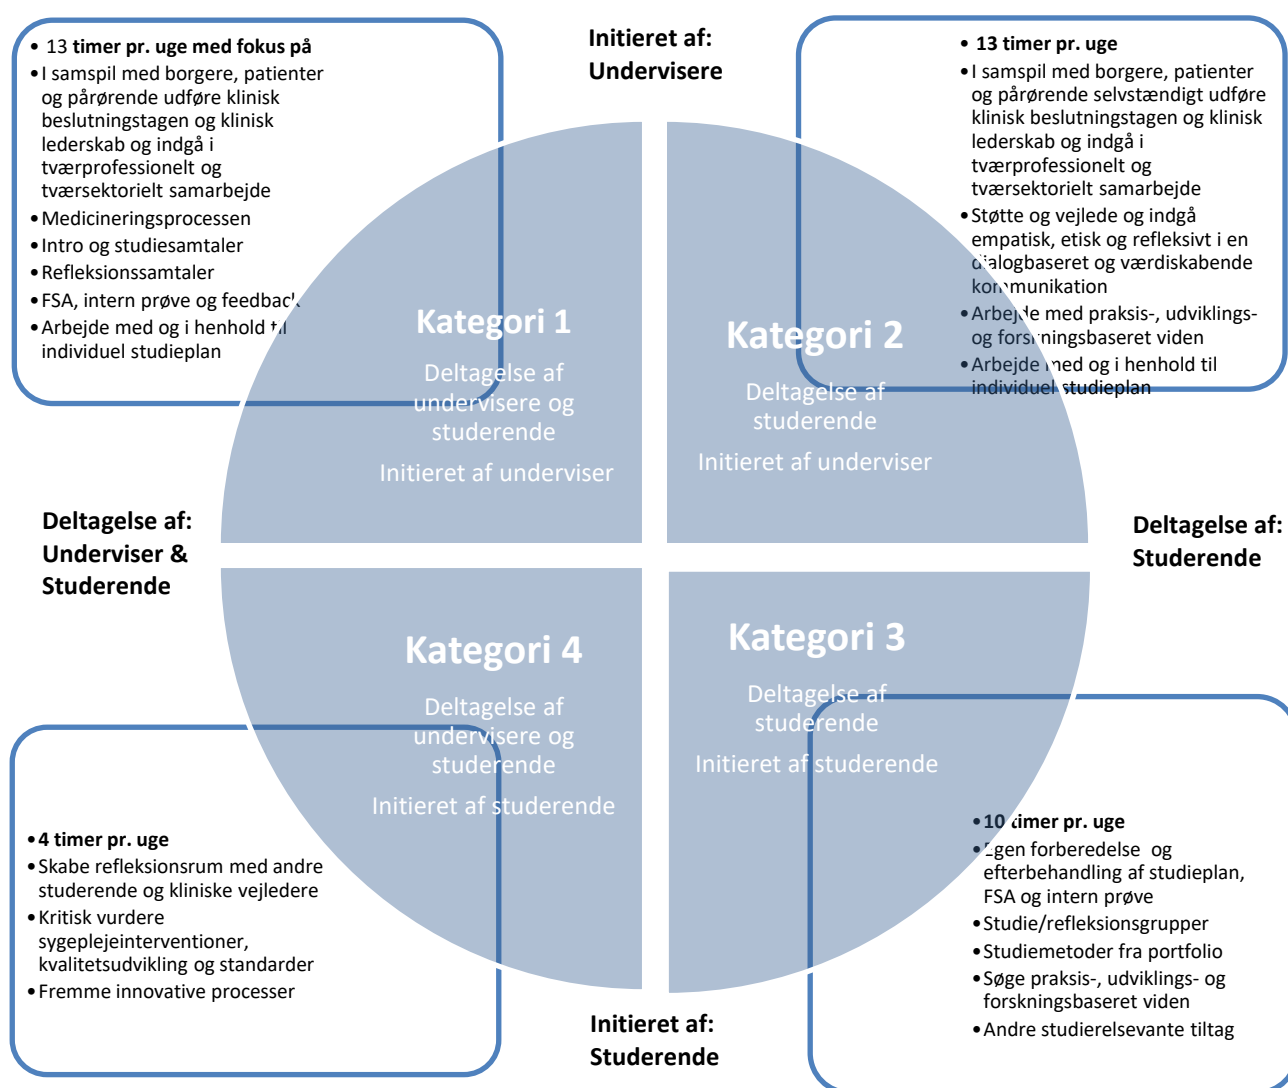 • 13 timer pr. uge med fokus på
•I samspil med borgere, patienter
og pårørende udføre klinisk
beslutningstagen og klinisk
lederskab og indgå i
tværprofessionelt og
tværsektorielt samarbejde
•Medicineringsprocessen
•Intro og studiesamtaler
•Refleksionssamtaler
•FSA, intern prøve og feedback
•Arbejde med og i henhold til
individuel studieplan
Initieret af:
Undervisere
• 13 timer pr. uge
•I samspil med borgere, patienter
og pårørende selvstændigt udføre
klinisk beslutningstagen og klinisk
lederskab og indgå i
tværprofessionelt og
tværsektorielt samarbejde
•Støtte og vejlede og indgå
empatisk, etisk og refleksivt i en
dialogbaseret og værdiskabende
kommunikation
•Arbejde med praksis-, udviklings-
og forskningsbaseret viden
•Arbejde med og i henhold til
individuel studieplan
Kategori 1
Deltagelse af
undervisere og
studerende
Initieret af underviser
Kategori 2
Deltagelse af
studerende
Initieret af underviser
Deltagelse af:
Underviser &
Studerende
Deltagelse af:
Studerende
Kategori 4
Deltagelse af
undervisere og
studerende
Initieret af studerende
Kategori 3
Deltagelse af
studerende
Initieret af studerende
•4 timer pr. uge
•Skabe refleksionsrum med andre
studerende og kliniske vejledere
•Kritisk vurdere
sygeplejeinterventioner,
kvalitetsudvikling og standarder
•Fremme innovative processer
•10 timer pr. uge
•Egen forberedelse og
efterbehandling af studieplan,
FSA og intern prøve
•Studie/refleksionsgrupper
•Studiemetoder fra portfolio
•Søge praksis-, udviklings- og
forskningsbaseret viden
•Andre studierelsevante tiltag
Initieret af:
Studerende